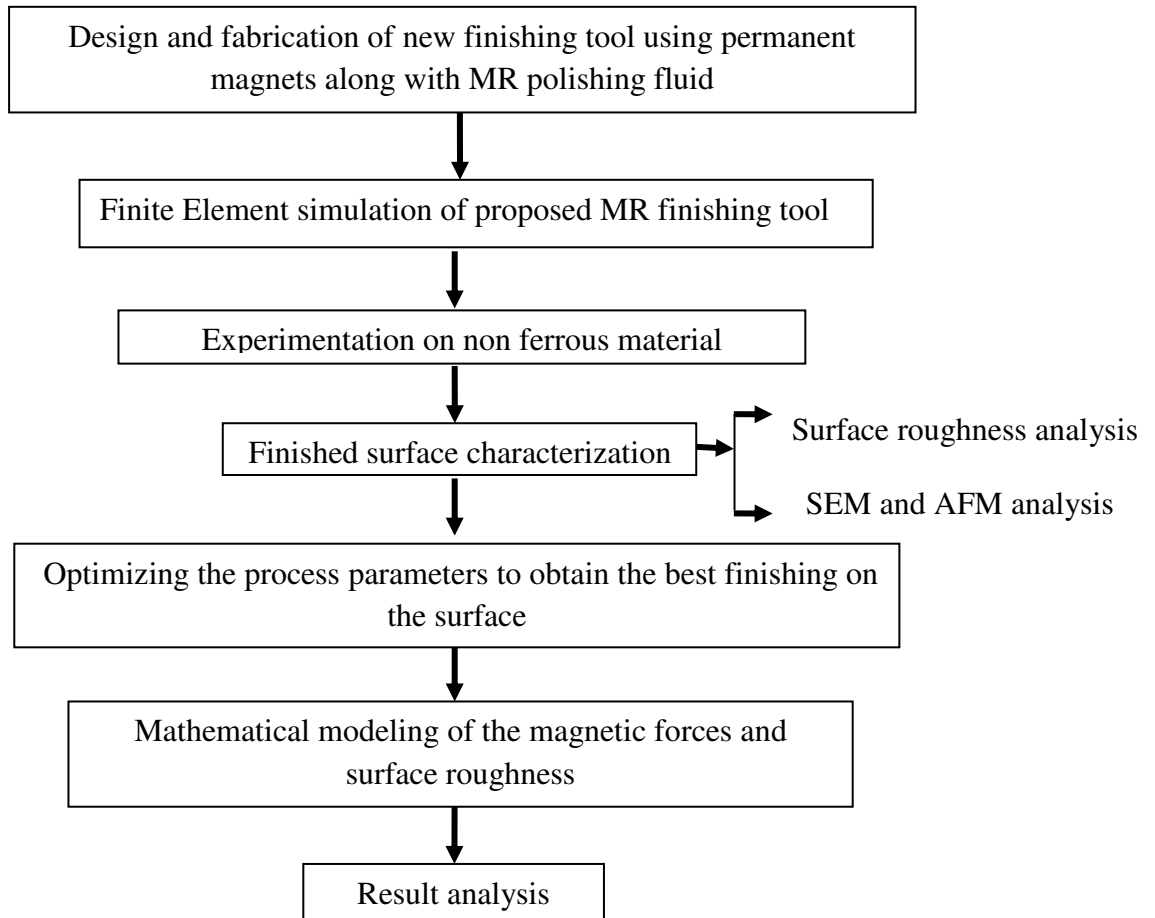 Design and fabrication of new finishing tool using permanent
magnets along with MR polishing fluid
Finite Element simulation of proposed MR finishing tool
Experimentation on non ferrous material
Finished surface characterization
Surface roughness analysis
SEM and AFM analysis
Optimizing the process parameters to obtain the best finishing on
the surface
Mathematical modeling of the magnetic forces and
surface roughness
Result analysis